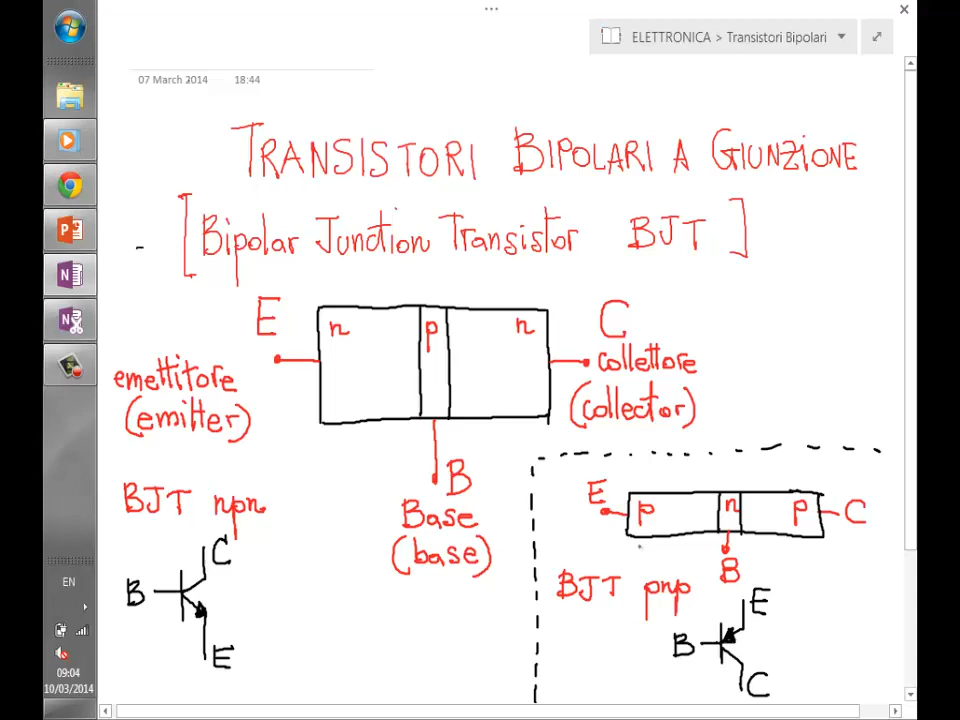 ELETTRONICA > Transistori Bipolari
07 March 2014 18:44
TRANSISTORI BIPOLARI A GIUNZIONE
[Bipolar Junction Transistor BJT]
E
n p n
C
emettitore
(emitter)
collettore
(collector)
B
Base
(base)
BJT npn
C
B
E
E
p n p
C
B
BJT pnp
E
B
C
EN
09:04
10/03/2014